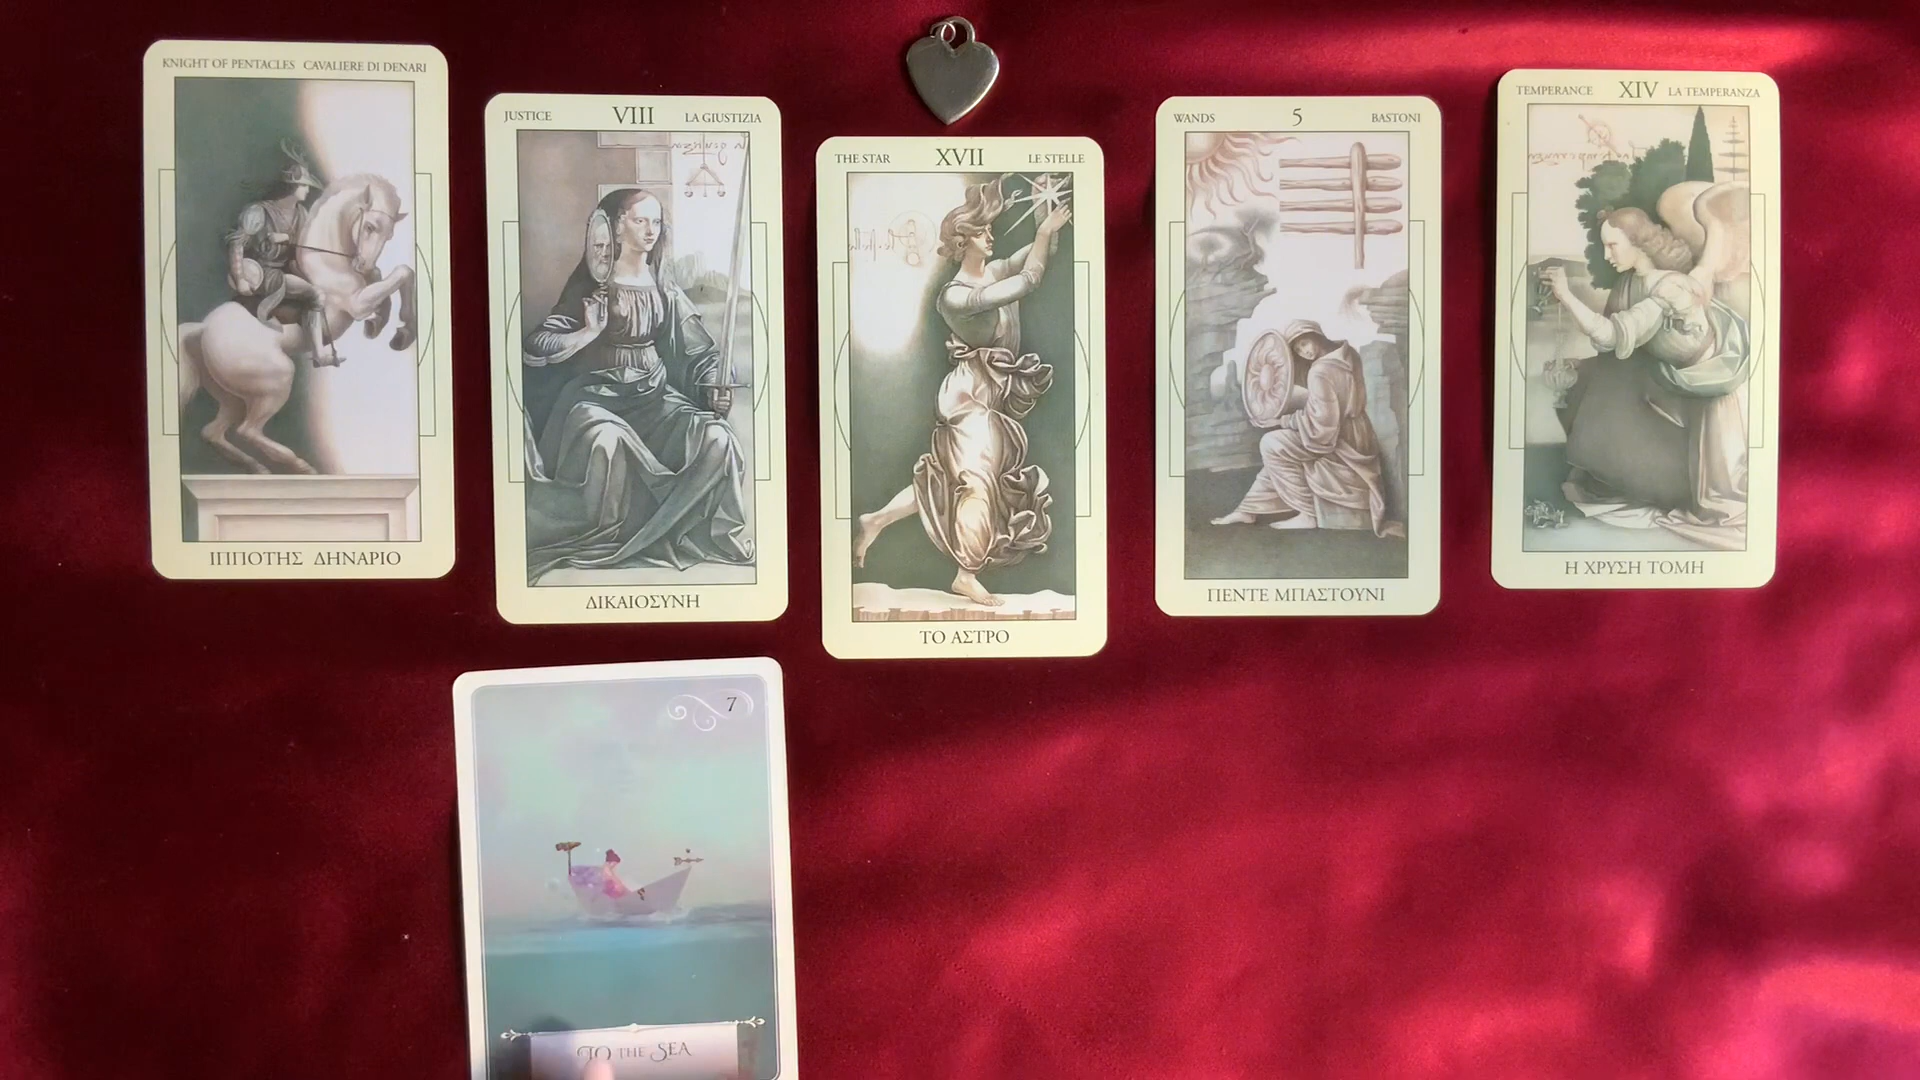 KNIGHT OF PENTACLES CAVALIERE DI DENARI
ΙΠΠΟΤΗΣ ΔΗΝΑΡΙΟ
JUSTICE VIII LA GIUSTIZIA
ΔΙΚΑΙΟΣΥΝΗ
THE STAR XVII LE STELLE
ΤΟ ΑΣΤΡΟ
WANDS 5 BASTONI
ΠΕΝΤΕ ΜΠΑΣΤΟΥΝΙ
TEMPERANCE XIV LA TEMPERANZA
Η ΧΡΥΣΗ ΤΟΜΗ
7
TO THE SEA